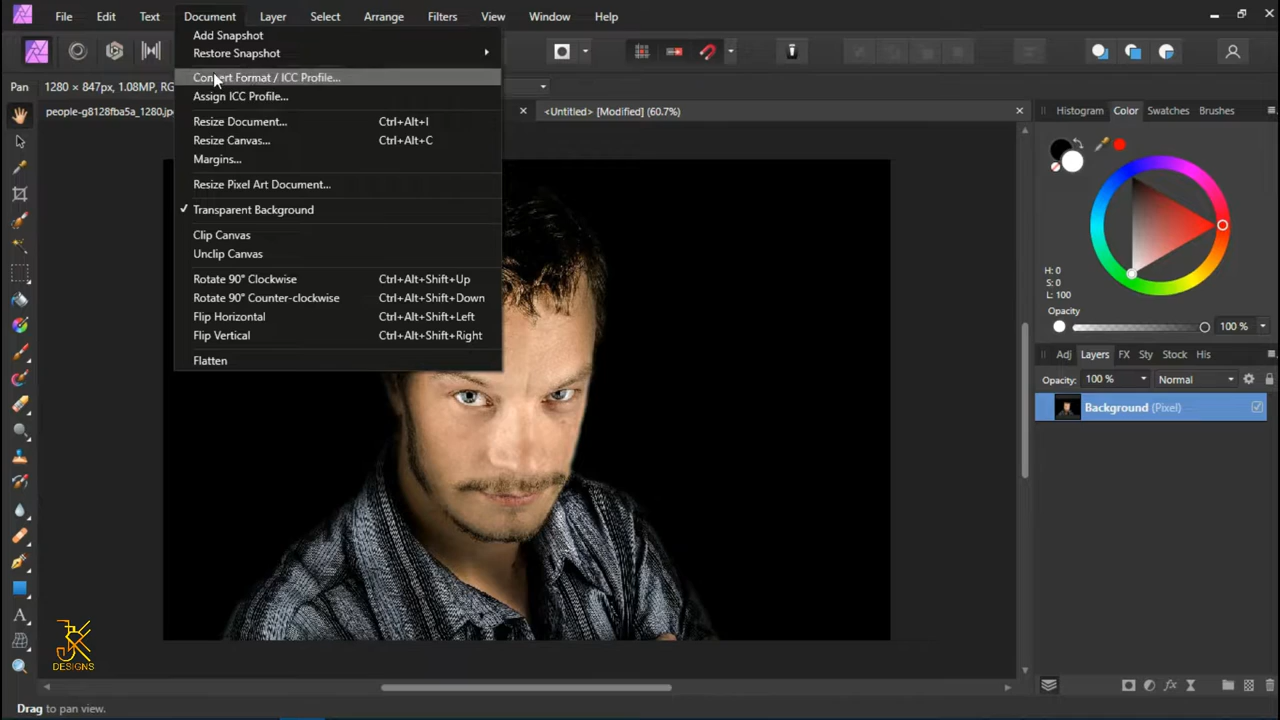 File Edit Text Document Layer Select Arrange Filters View Window Help
Add Snapshot
Restore Snapshot
Pan 1280 × 847px, 1.08MP, RG
Convert Format / ICC Profile...
Assign ICC Profile...
people-g8128fba5a_1280.jp
<Untitled> [Modified] (60.7%)
Histogram Color Swatches Brushes
Resize Document... Ctrl+Alt+I
Resize Canvas... Ctrl+Alt+C
Margins...
Resize Pixel Art Document...
Transparent Background
Clip Canvas
Unclip Canvas
Rotate 90° Clockwise Ctrl+Alt+Shift+Up
Rotate 90° Counter-clockwise Ctrl+Alt+Shift+Down
Flip Horizontal Ctrl+Alt+Shift+Left
Flip Vertical Ctrl+Alt+Shift+Right
Flatten
H: 0
S: 0
L: 100
Opacity
100 %
Adj Layers FX Sty Stock His
Opacity: 100 % Normal
Background (Pixel)
JK
DESIGNS
Drag to pan view.